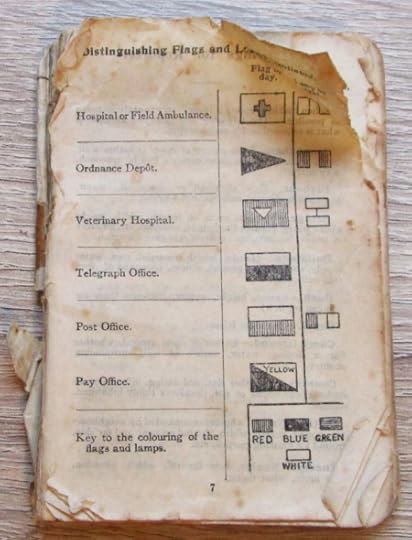 Distinguishing Flags and
Flag
day.
Hospital or Field Ambulance.
Ordnance Depôt.
Veterinary Hospital.
Telegraph Office.
Post Office.
Pay Office.
YELLOW
Key to the colouring of the
flags and lamps.
RED BLUE GREEN
WHITE
7